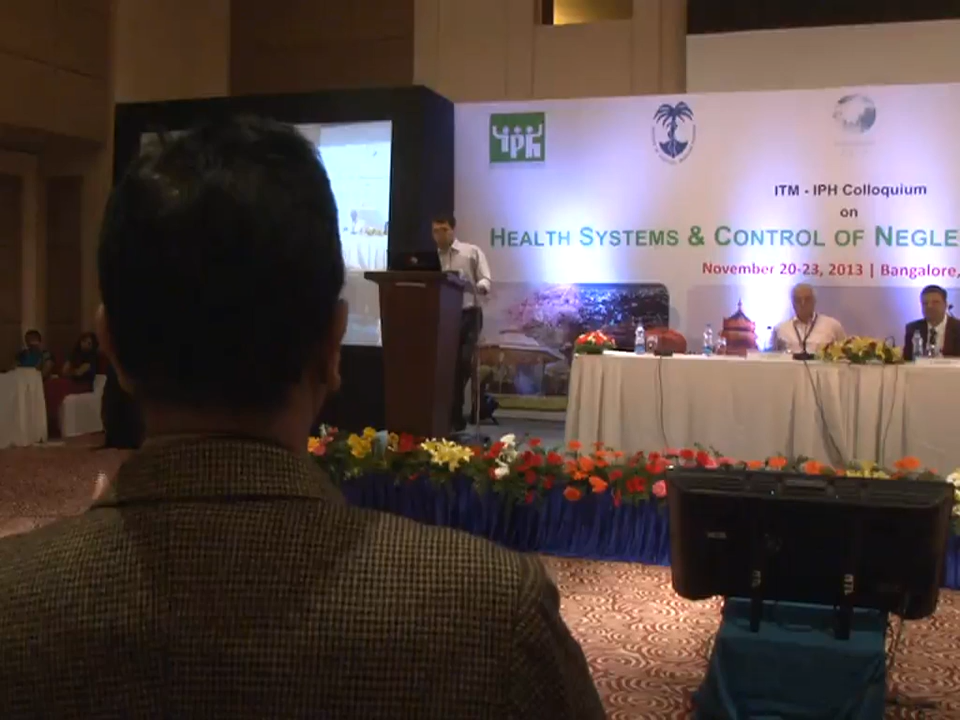 iPh
ITM - IPH Colloquium
on
HEALTH SYSTEMS & CONTROL OF NEGLE
November 20-23, 2013 | Bangalore,